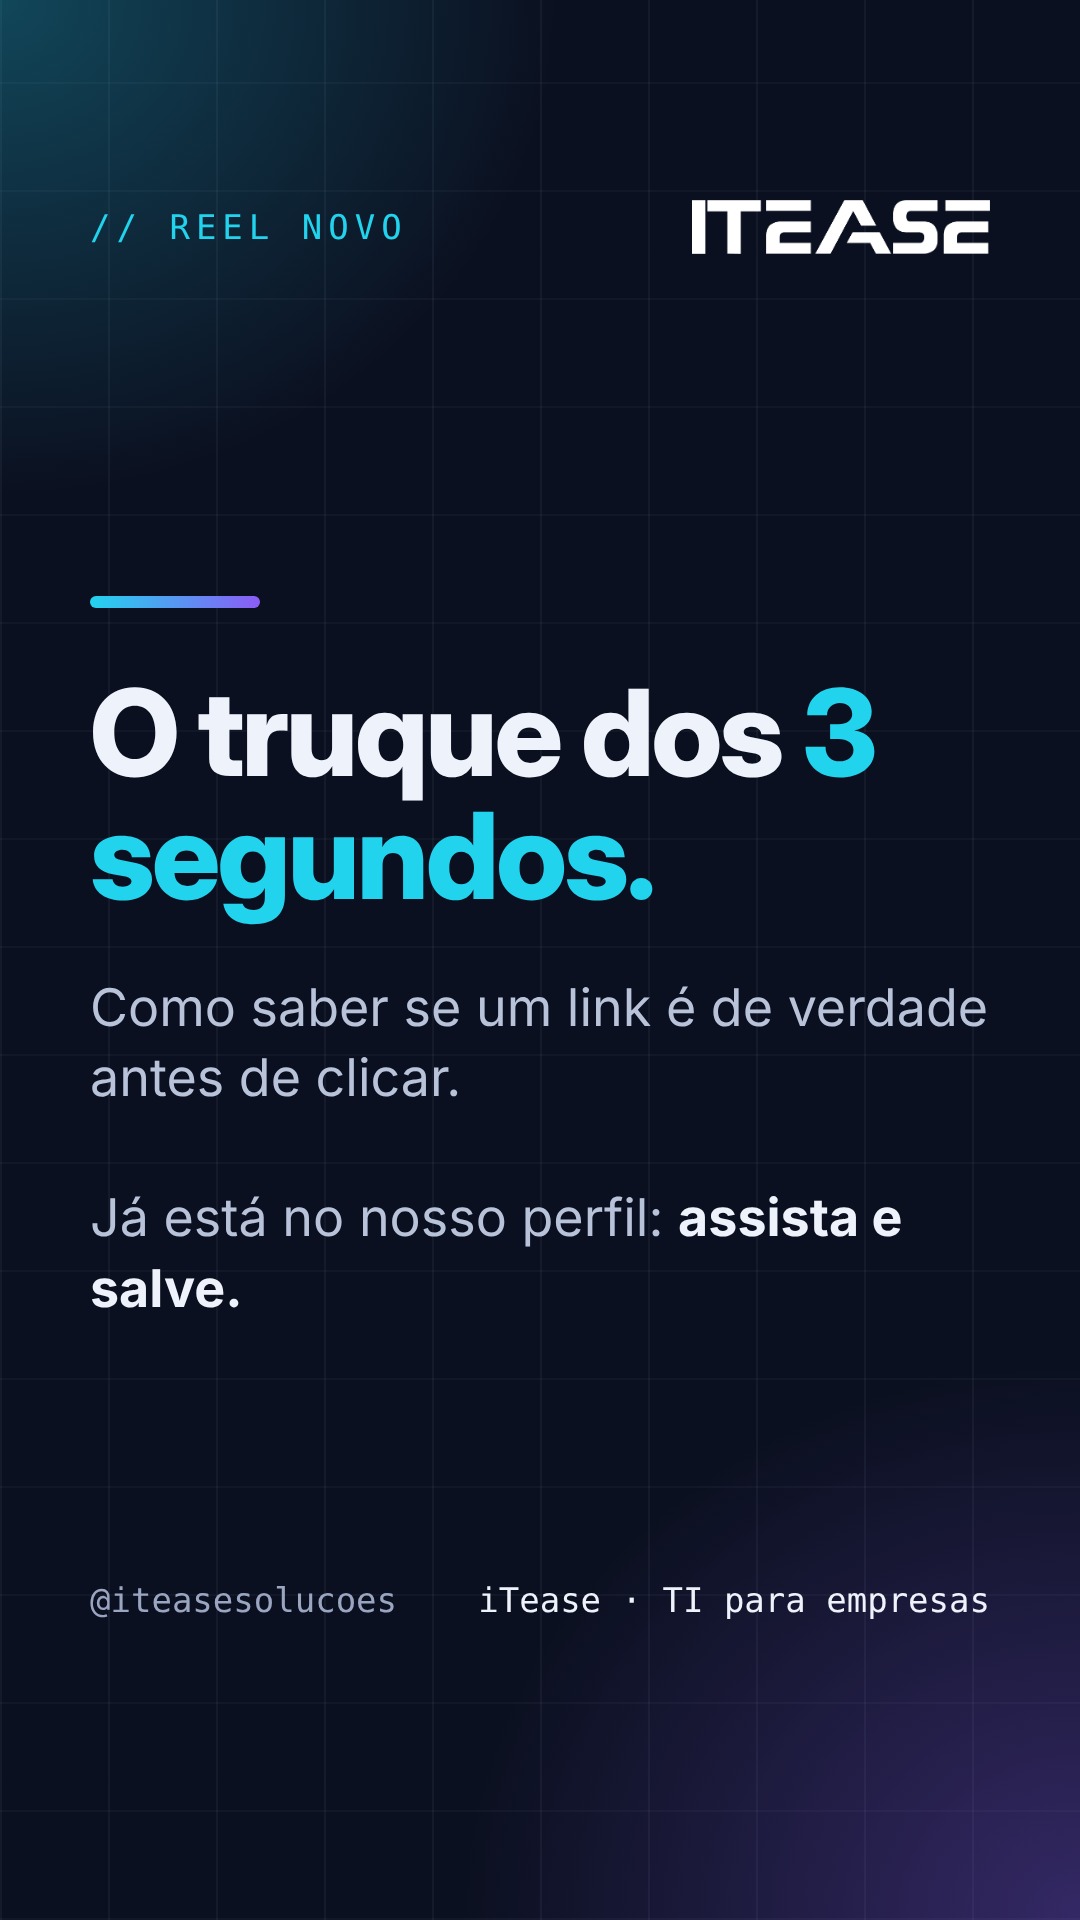 // REEL NOVO
ITEASE
O truque dos 3
segundos.
Como saber se um link é de verdade
antes de clicar.
Já está no nosso perfil: assista e
salve.
@iteasesolucoes
iTease · TI para empresas